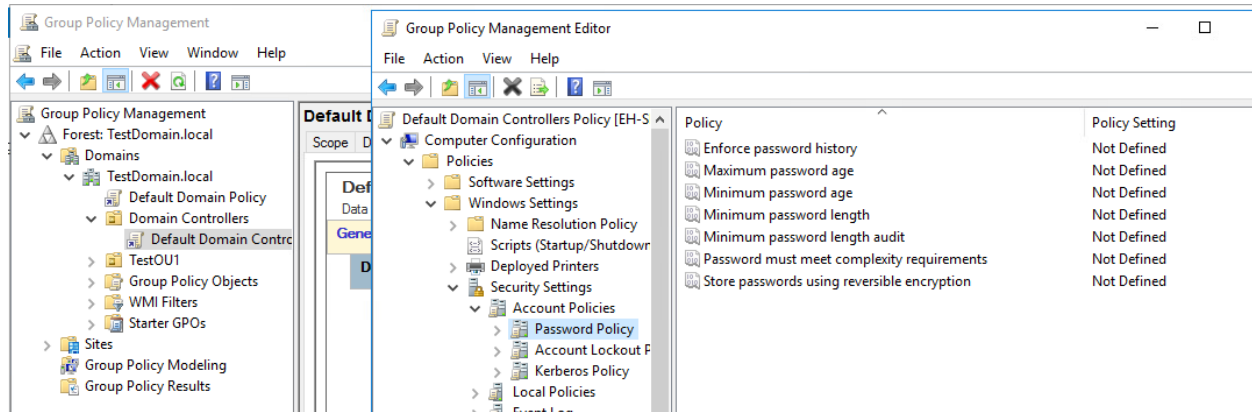 Group Policy Management
File Action View Window Help
Group Policy Management
Forest: TestDomain.local
Domains
TestDomain.local
Default Domain Policy
Domain Controllers
Default Domain Contrc
TestOU1
Group Policy Objects
WMI Filters
Starter GPOs
Sites
Group Policy Modeling
Group Policy Results
Default D
Scope D
Def
Data
Gene
D
Group Policy Management Editor
File Action View Help
Default Domain Controllers Policy [EH-S
Computer Configuration
Policies
Software Settings
Windows Settings
Name Resolution Policy
Scripts (Startup/Shutdowr
Deployed Printers
Security Settings
Account Policies
Password Policy
Account Lockout P
Kerberos Policy
Local Policies
Event Log
Policy Policy Setting
Enforce password history Not Defined
Maximum password age Not Defined
Minimum password age Not Defined
Minimum password length Not Defined
Minimum password length audit Not Defined
Password must meet complexity requirements Not Defined
Store passwords using reversible encryption Not Defined